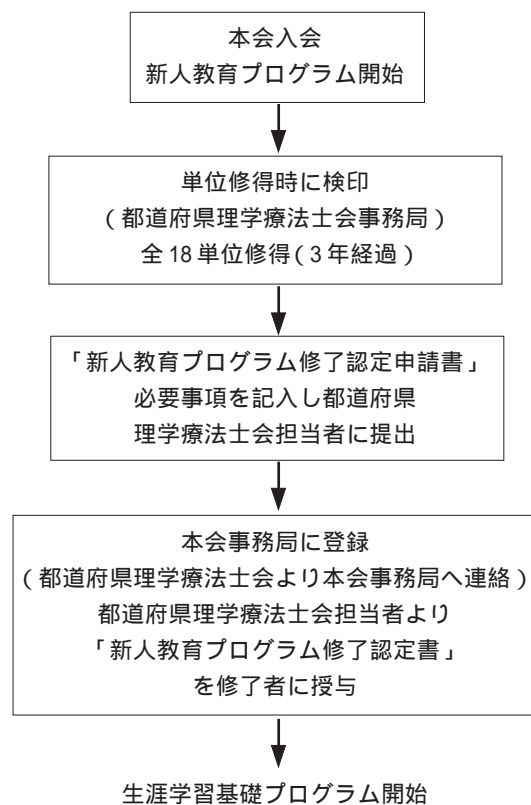 本会入会
新人教育プログラム開始
単位修得時に検印
（都道府県理学療法士会事務局）
全18単位修得（3年経過）
「新人教育プログラム修了認定申請書」
必要事項を記入し都道府県
理学療法士会担当者に提出
本会事務局に登録
（都道府県理学療法士会より本会事務局へ連絡）
都道府県理学療法士会担当者より
「新人教育プログラム修了認定書」
を修了者に授与
生涯学習基礎プログラム開始